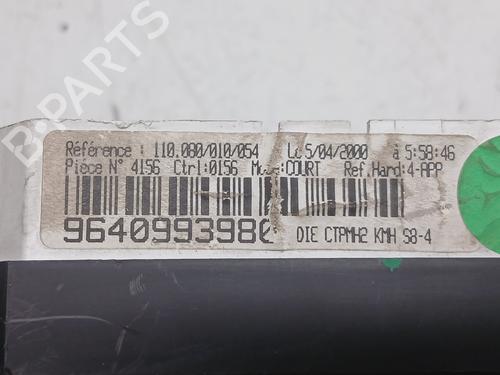 Référence : 110.080/010/054 Le 5/04/2000 à 5:58:46
Pièce N° 4156 Ctrl:0156 Mode:COURT Ref.Hard:4-APP
9640993980 DIE CTPMH2 KMH S8-4
B-PARTS